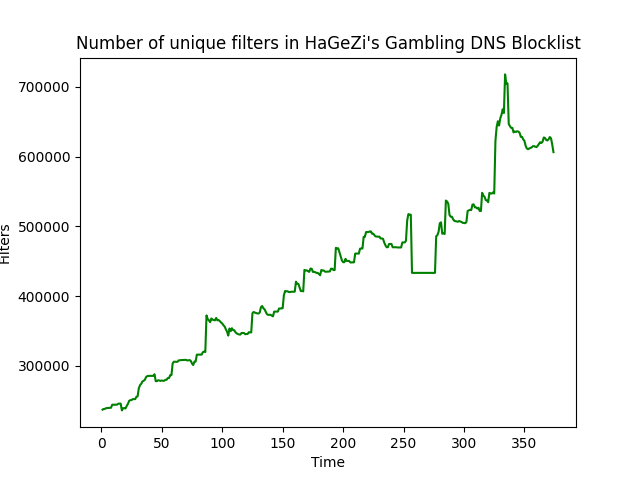 Number of unique filters in HaGeZi's Gambling DNS Blocklist
700000
600000
500000
400000
300000
Filters
0 50 100 150 200 250 300 350
Time